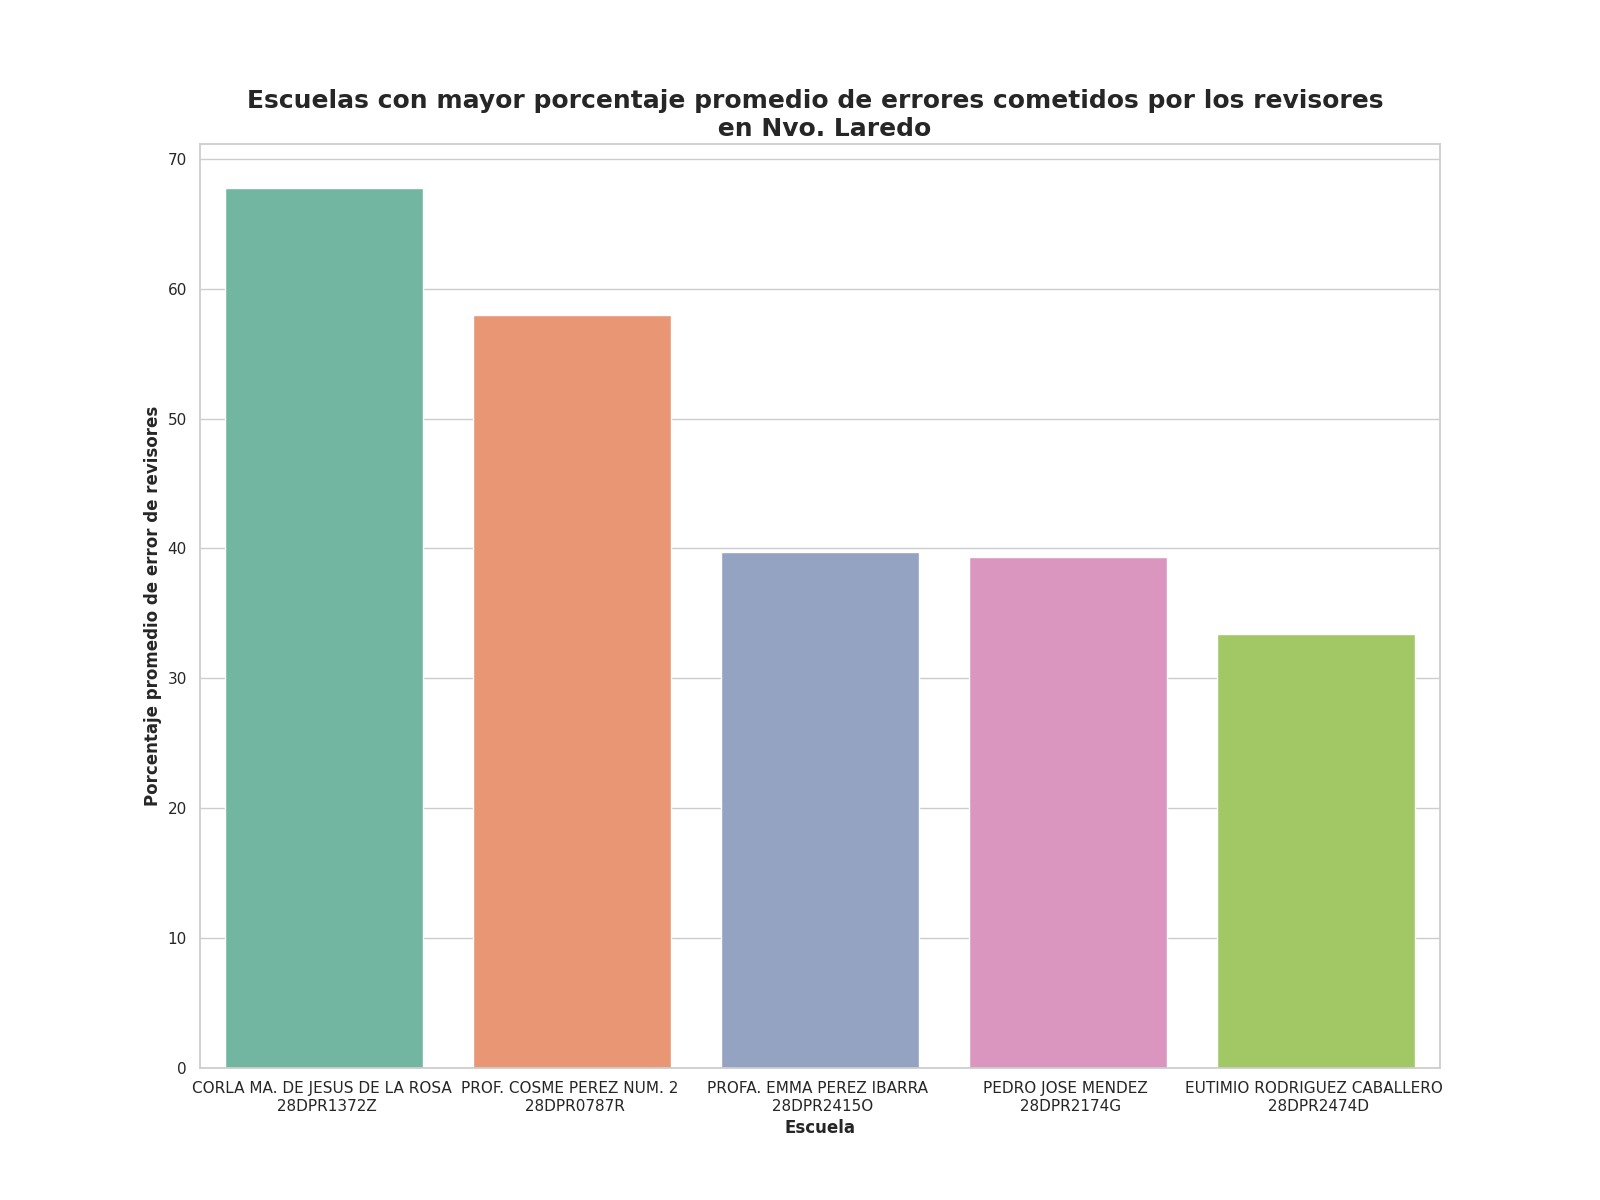 Escuelas con mayor porcentaje promedio de errores cometidos por los revisores
en Nvo. Laredo
Porcentaje promedio de error de revisores
70
60
50
40
30
20
10
0
CORLA MA. DE JESUS DE LA ROSA
28DPR1372Z
PROF. COSME PEREZ NUM. 2
28DPR0787R
PROFA. EMMA PEREZ IBARRA
28DPR2415O
PEDRO JOSE MENDEZ
28DPR2174G
EUTIMIO RODRIGUEZ CABALLERO
28DPR2474D
Escuela